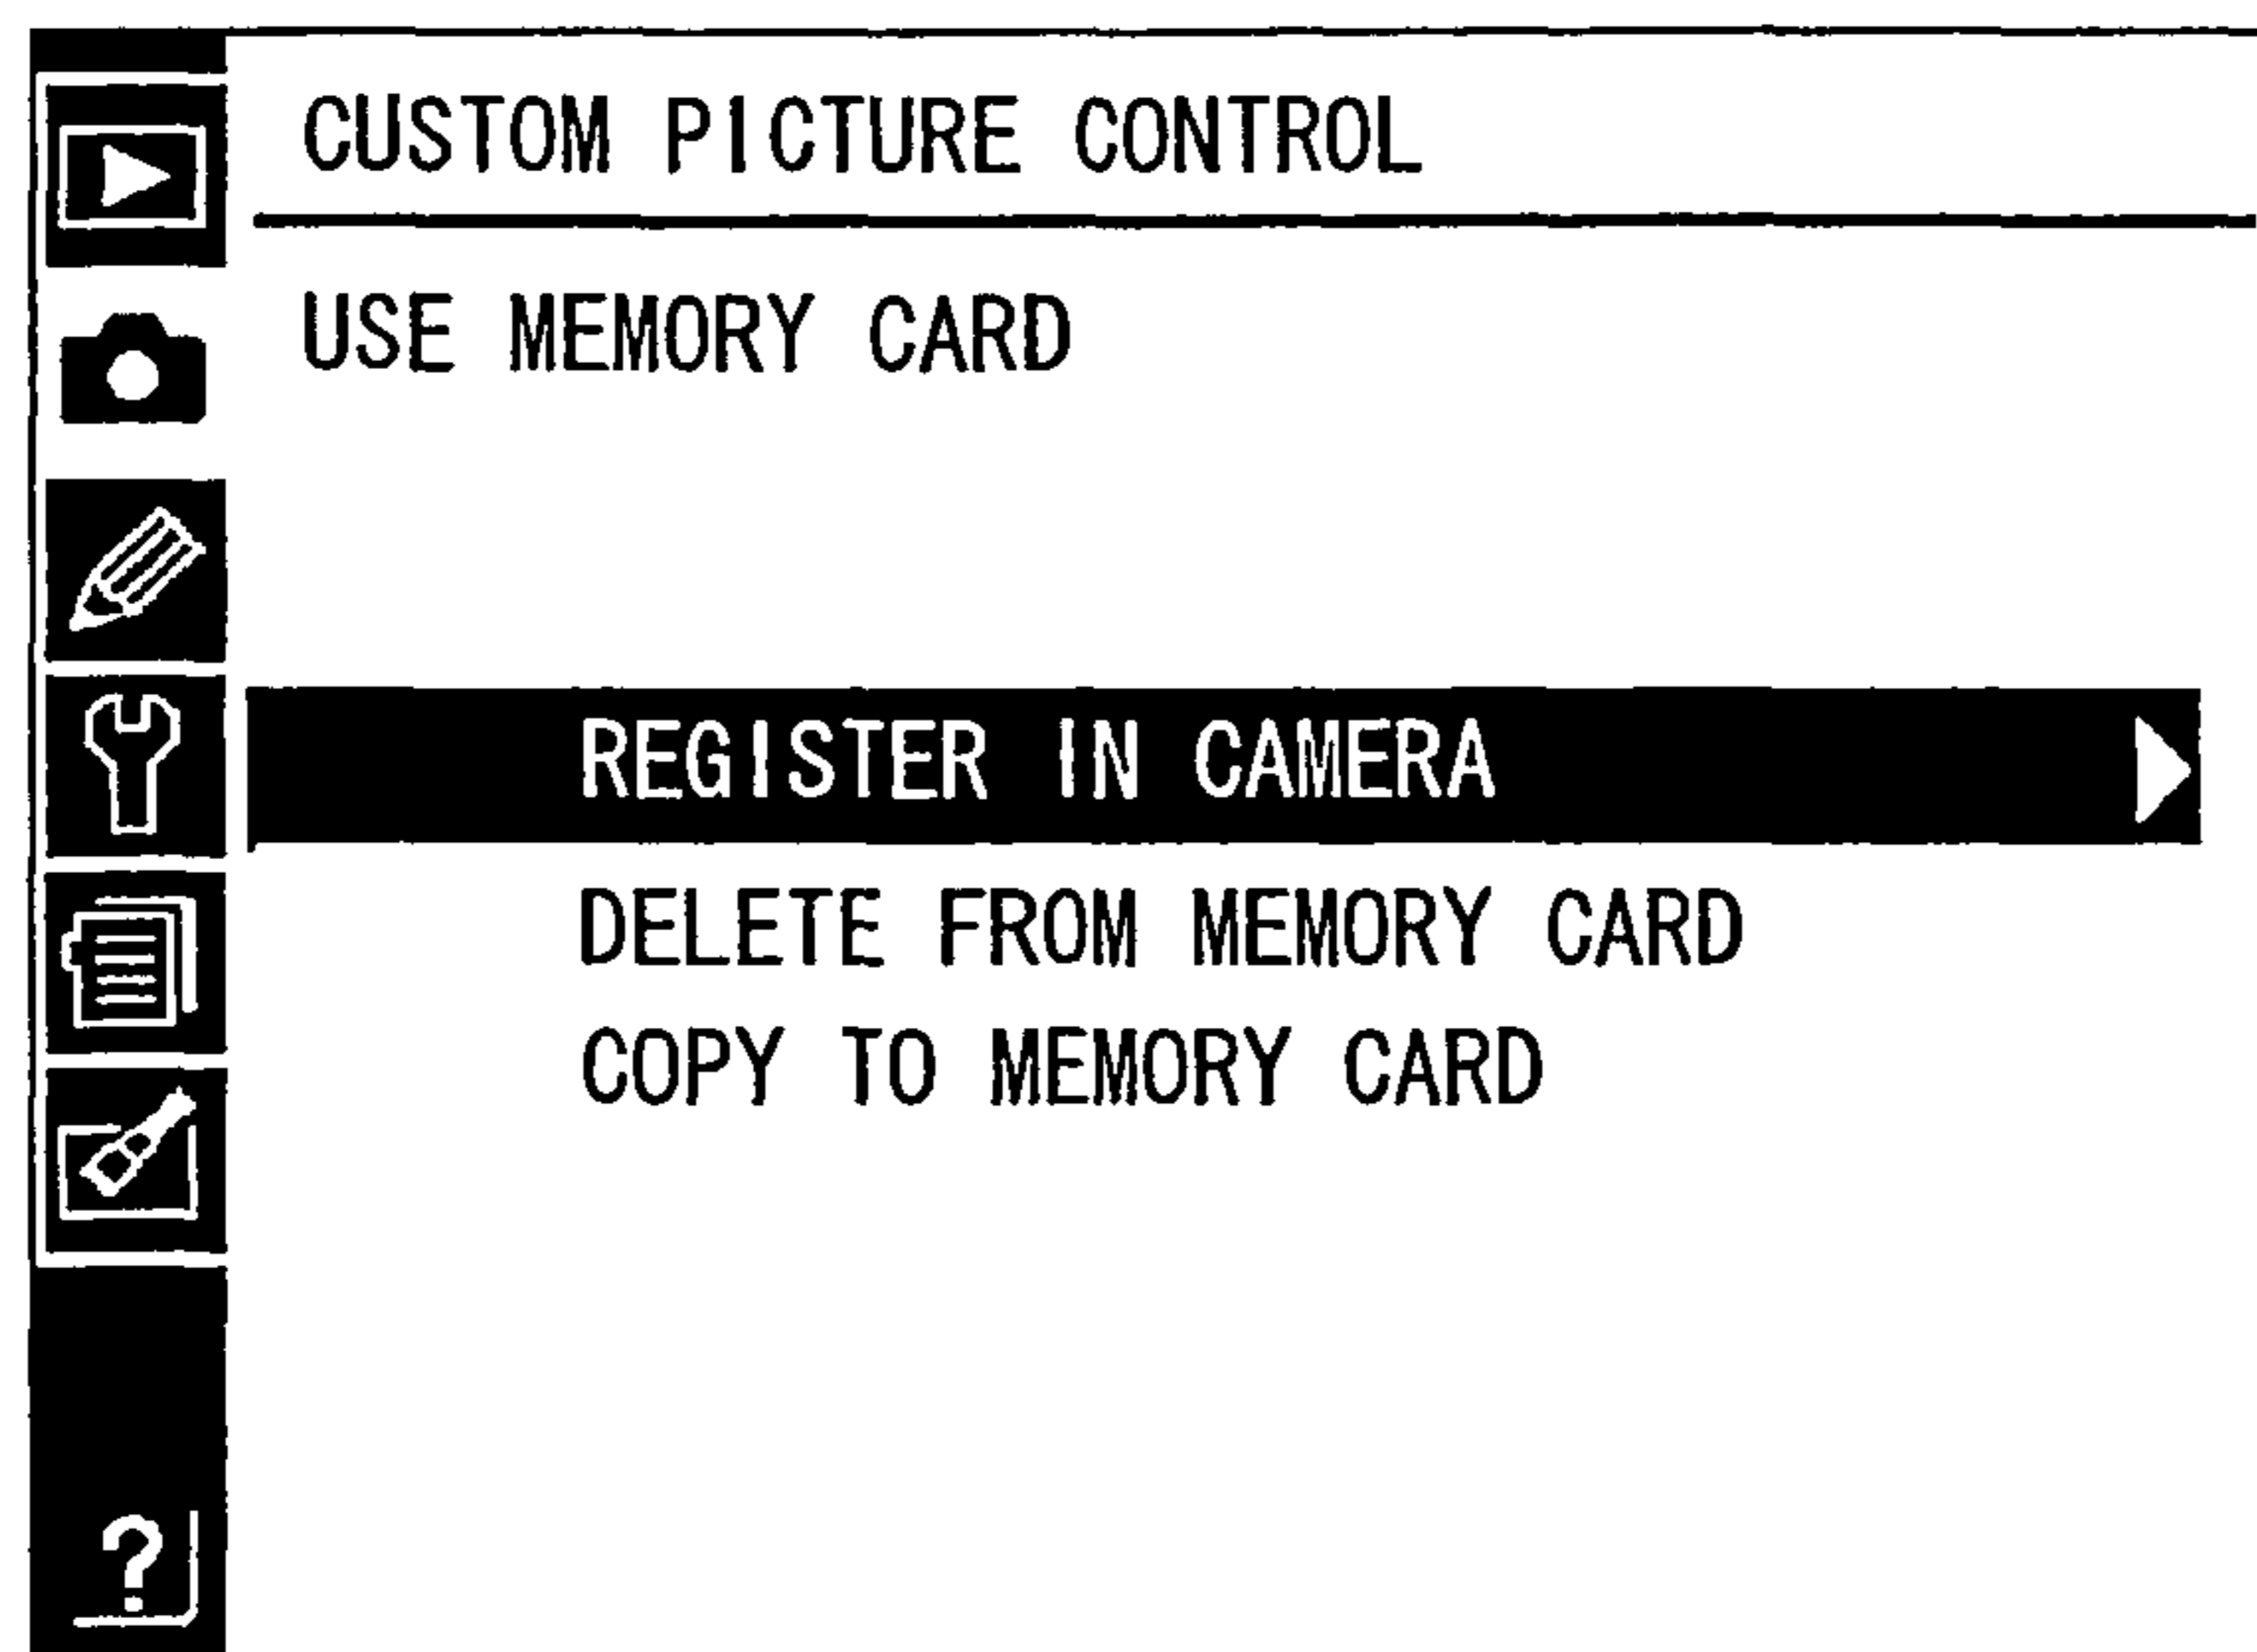 CUSTOM PICTURE CONTROL
USE MEMORY CARD
REGISTER IN CAMERA
DELETE FROM MEMORY CARD
COPY TO MEMORY CARD
?